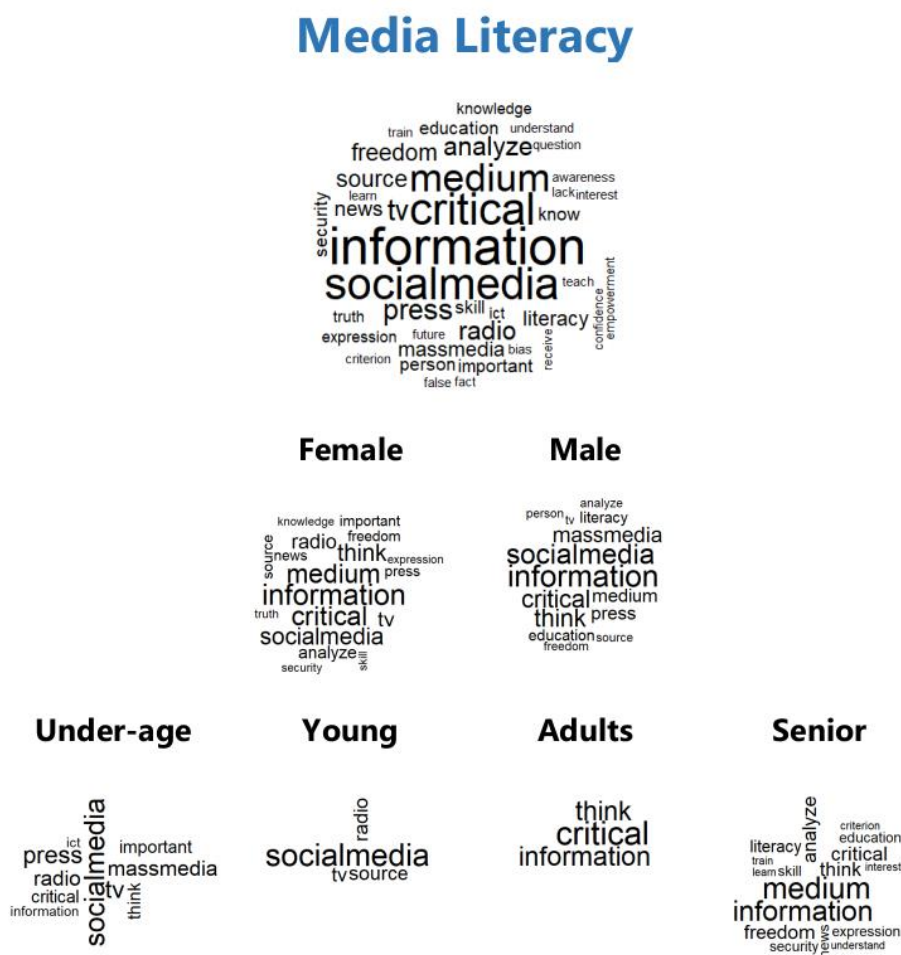 Media Literacy
knowledge
train education understand
freedom analyze question
source medium awareness
learn lack interest
security news tv critical know
information
socialmedia teach
confidence empowerment
press skill ict literacy
truth radio
expression future receive
massmedia bias
criterion person important
false fact
Female Male
knowledge important
radio freedom
source news think expression
medium press
information
truth critical tv
socialmedia
analyze
security skill
analyze
person tv literacy
massmedia
socialmedia
information
critical medium
think press
education source
freedom
Under-age Young Adults Senior
socialmedia
ict important
press massmedia
radio tv
critical think
information
radio
socialmedia
tv source
think
critical
information
analyze criterion
literacy education
train critical
learn skill think interest
medium
information
freedom news expression
security understand